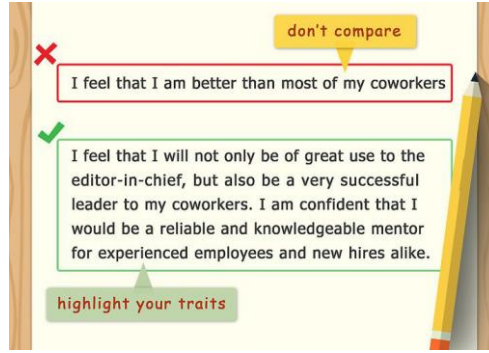 don't compare
I feel that I am better than most of my coworkers
I feel that I will not only be of great use to the
editor-in-chief, but also be a very successful
leader to my coworkers. I am confident that I
would be a reliable and knowledgeable mentor
for experienced employees and new hires alike.
highlight your traits